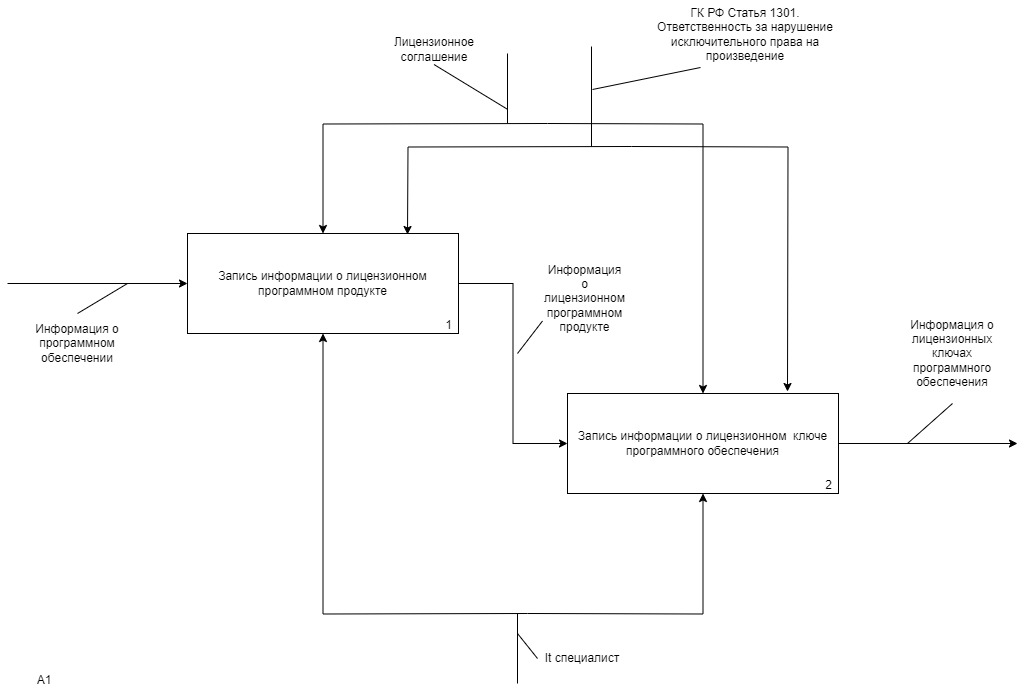 ГК РФ Статья 1301.
Ответственность за нарушение
исключительного права на
произведение
Лицензионное
соглашение
Запись информации о лицензионном
программном продукте
1
Информация о
программном
обеспечении
Информация
о
лицензионном
программном
продукте
Информация о
лицензионных
ключах
программного
обеспечения
Запись информации о лицензионном ключе
программного обеспечения
2
It специалист
A1